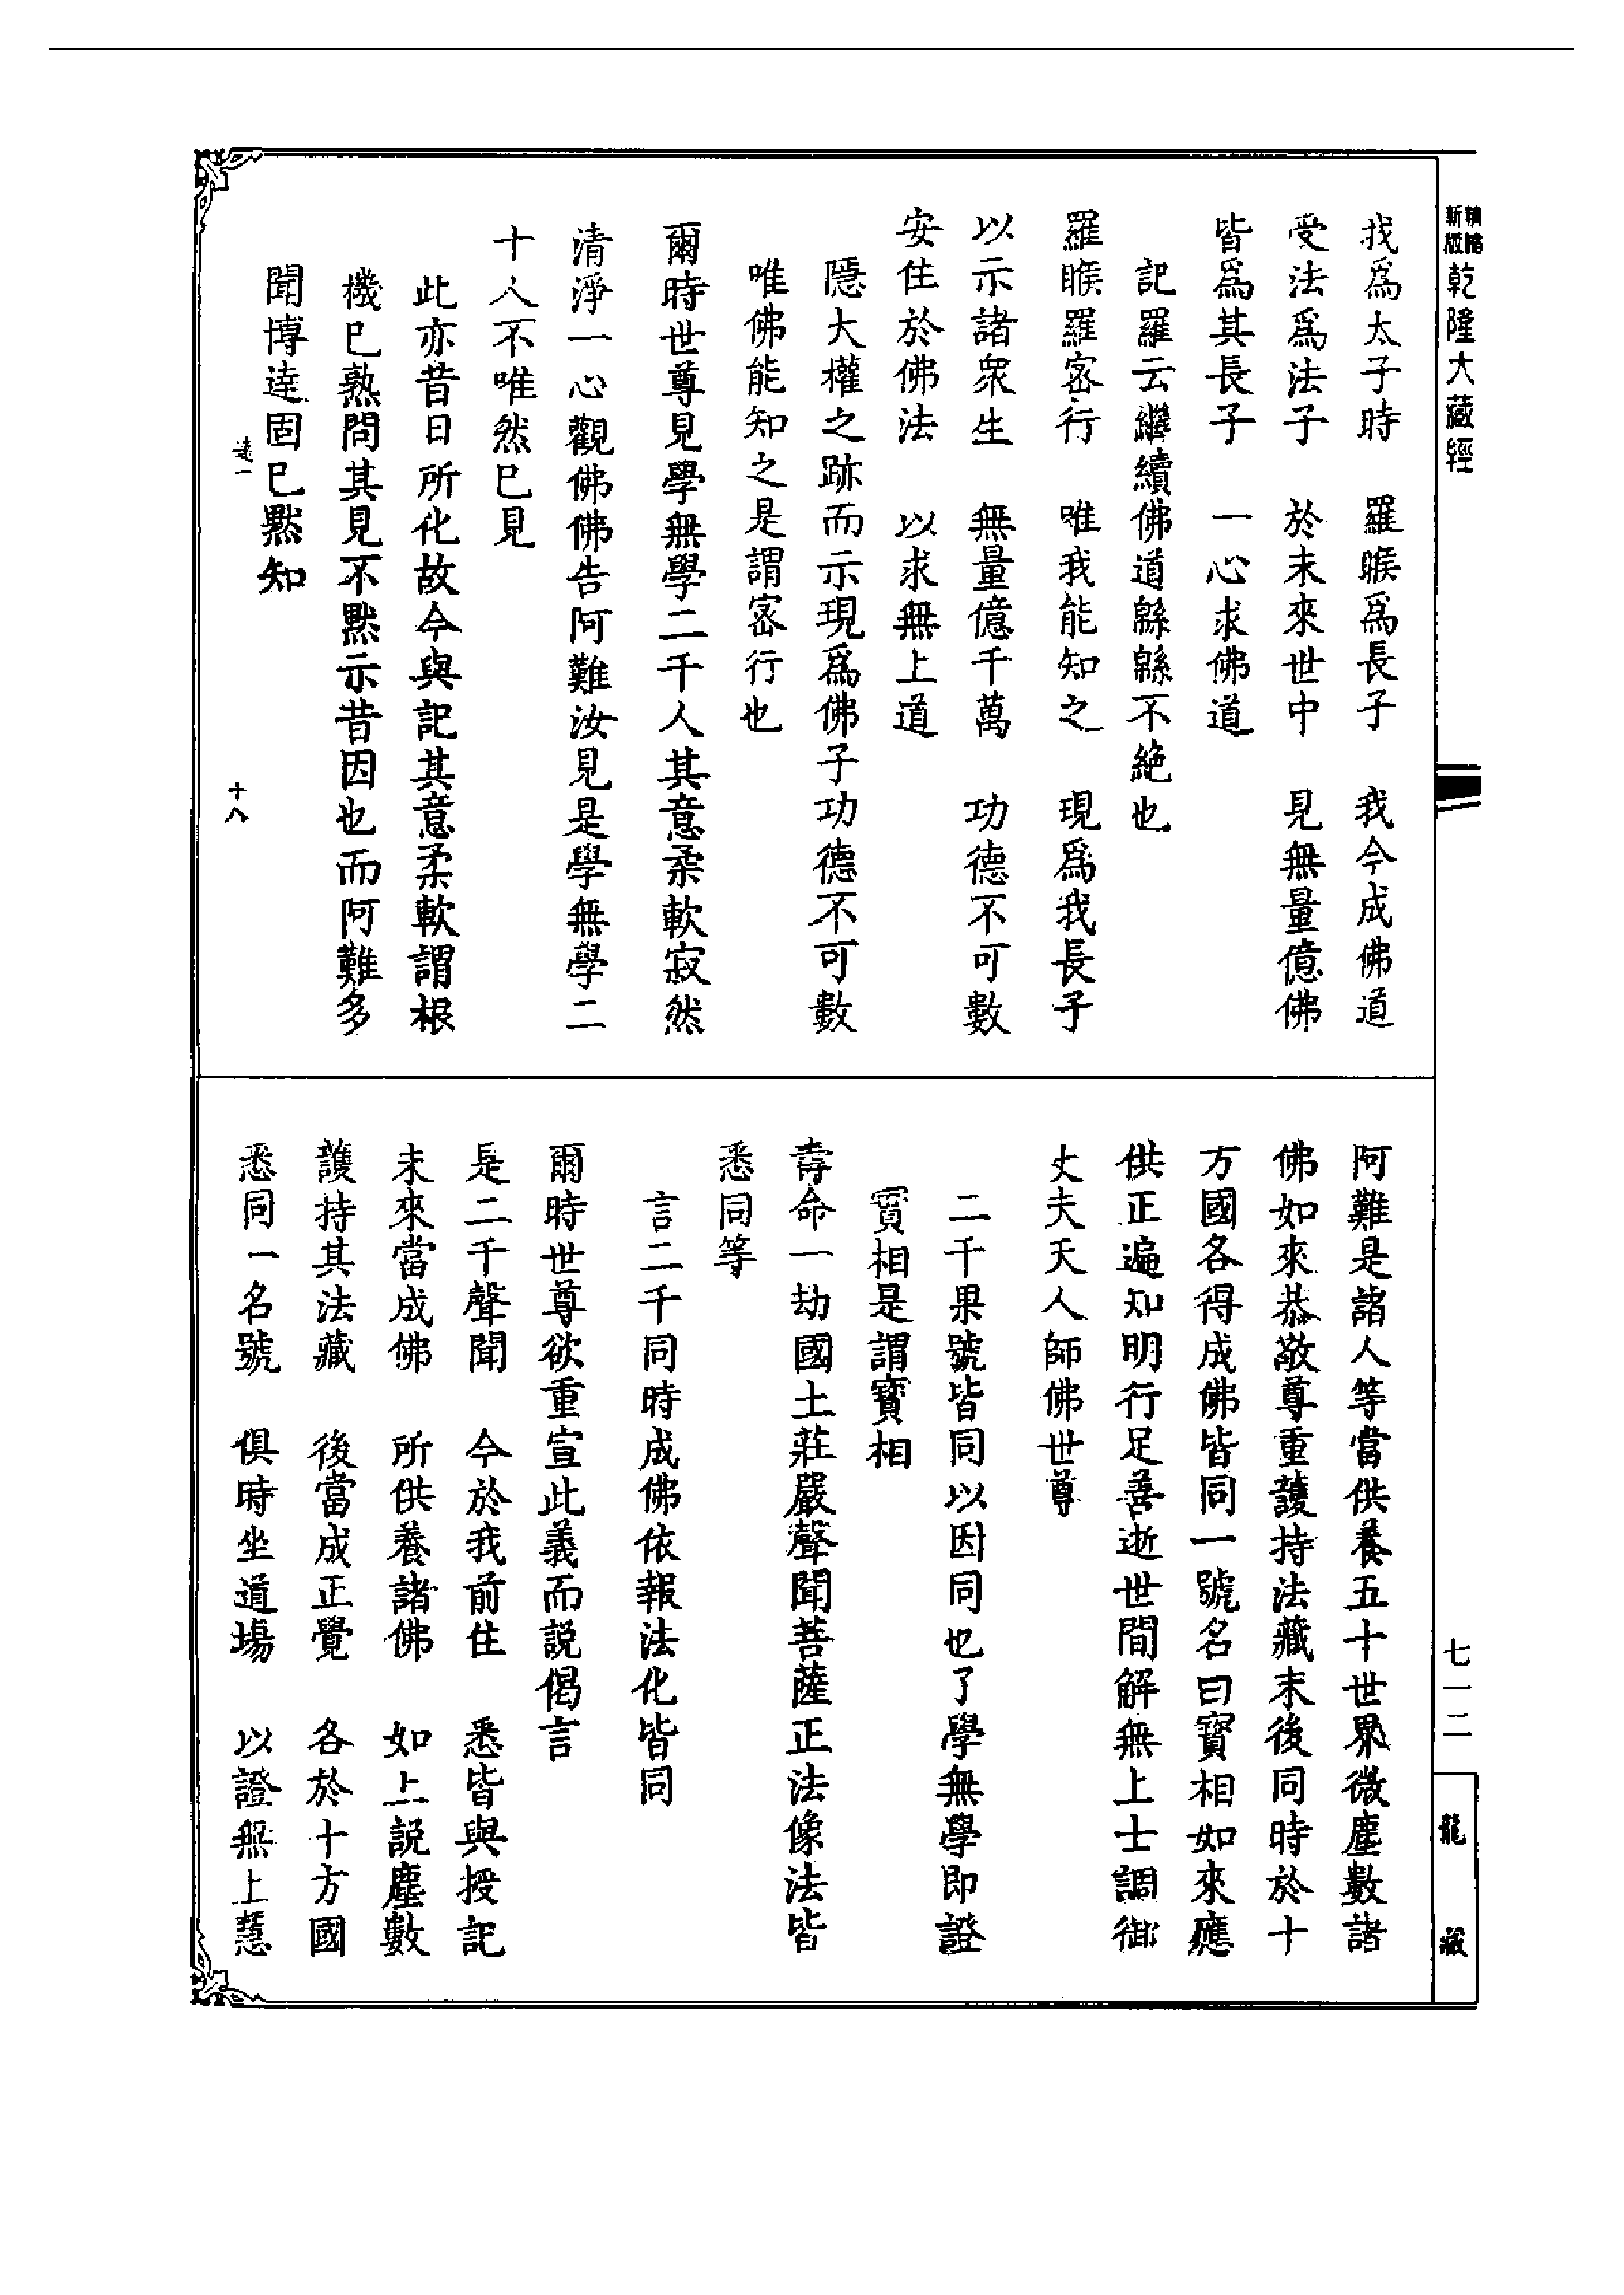 新編
縮版
乾隆大藏經
我爲太子時　羅睺爲長子　我今成佛道
受法爲法子　於末來世中　見無量億佛
皆爲其長子　一心求佛道
記羅云繼續佛道緜緜不絶也
羅睺羅密行　唯我能知之　現爲我長子
以示諸衆生　無量億千萬　功德不可數
安住於佛法　以求無上道
隱大權之跡而示現爲佛子功德不可數
唯佛能知之是謂密行也
爾時世尊見學無學二千人其意柔軟寂然
清淨一心觀佛佛告阿難汝見是學無學二
十人不唯然巳見
此亦昔日所化故今與記其意柔軟謂根
機巳熟問其見不黙示昔因也而阿難多
聞博逹固巳黙知
遠一
十八
阿難是諸人等當供養五十世界微塵數諸
佛如來恭敬尊重護持法藏末後同時於十
方國各得成佛皆同一號名曰寶相如來應
供正遍知明行足善逝世間解無上士調御
丈夫天人師佛世尊
二千果號皆同以因同也了學無學即證
實相是謂寳相
壽命一劫國土莊嚴聲聞菩薩正法像法皆
悉同等
言二千同時成佛依報法化皆同
爾時世尊欲重宣此義而説偈言
是二千聲聞　今於我前住　悉皆與授記
未來當成佛　所供養諸佛　如上説塵數
護持其法藏　後當成正覺　各於十方國
悉同一名號　俱時坐道場　以證無上慧
七一二
龍藏